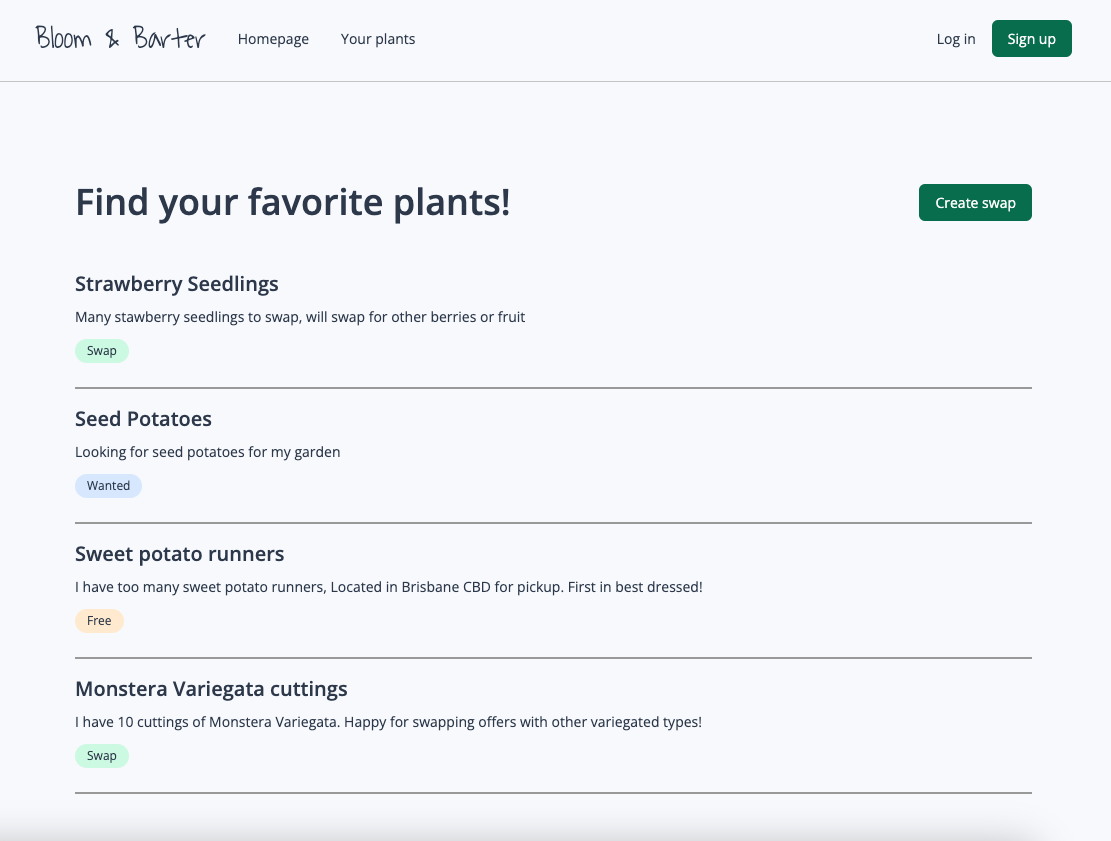 Bloom & Barter Homepage Your plants Log in Sign up
Find your favorite plants! Create swap
Strawberry Seedlings
Many stawberry seedlings to swap, will swap for other berries or fruit
Swap
Seed Potatoes
Looking for seed potatoes for my garden
Wanted
Sweet potato runners
I have too many sweet potato runners, Located in Brisbane CBD for pickup. First in best dressed!
Free
Monstera Variegata cuttings
I have 10 cuttings of Monstera Variegata. Happy for swapping offers with other variegated types!
Swap